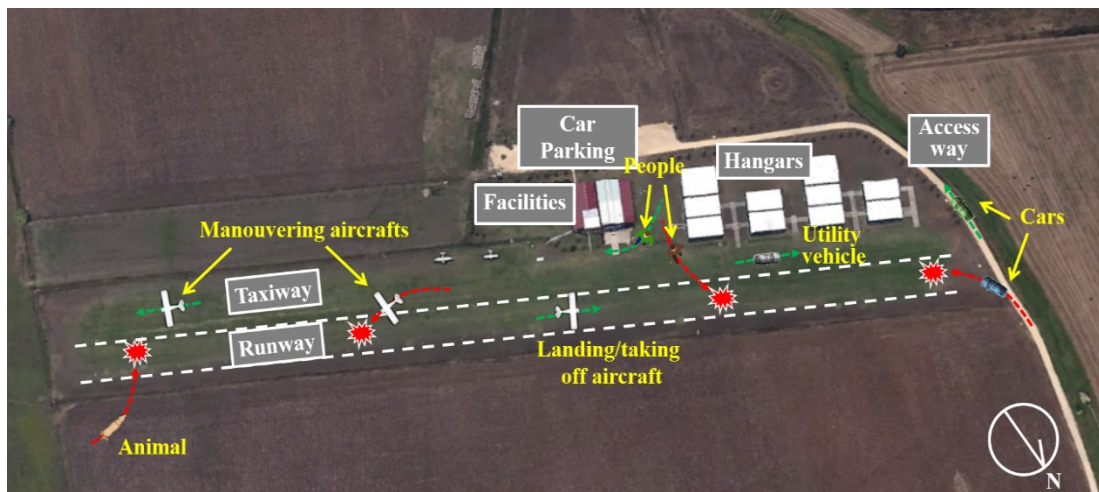 Car
Parking
Access
way
People
Hangars
Facilities
Cars
Manouvering aircrafts
Utility
vehicle
Taxiway
Runway
Landing/taking
off aircraft
Animal
N